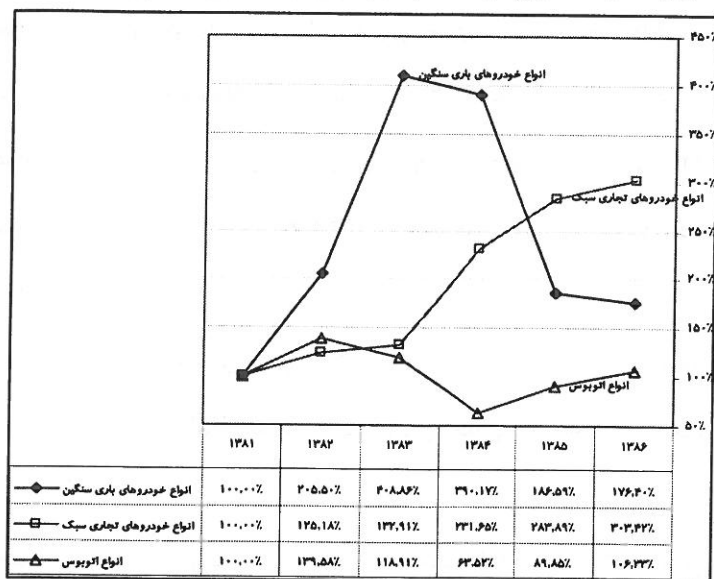 ۴۵۰٪
۴۰۰٪
۳۵۰٪
۳۰۰٪
۲۵۰٪
۲۰۰٪
۱۵۰٪
۱۰۰٪
۵۰٪
انواع خودروهای باری سنگین
انواع خودروهای تجاری سبک
انواع اتوبوس
۱۳۸۱ ۱۳۸۲ ۱۳۸۳ ۱۳۸۴ ۱۳۸۵ ۱۳۸۶
انواع خودروهای باری سنگین ۱۰۰,۰۰٪ ۲۰۵,۵۰٪ ۴۰۸,۸۶٪ ۳۹۰,۱۷٪ ۱۸۶,۵۹٪ ۱۷۶,۴۰٪
انواع خودروهای تجاری سبک ۱۰۰,۰۰٪ ۱۲۵,۱۸٪ ۱۳۲,۹۱٪ ۲۳۱,۶۵٪ ۲۸۳,۸۹٪ ۳۰۳,۴۲٪
انواع اتوبوس ۱۰۰,۰۰٪ ۱۳۹,۵۸٪ ۱۱۸,۹۱٪ ۶۳,۵۲٪ ۸۹,۸۵٪ ۱۰۶,۳۳٪